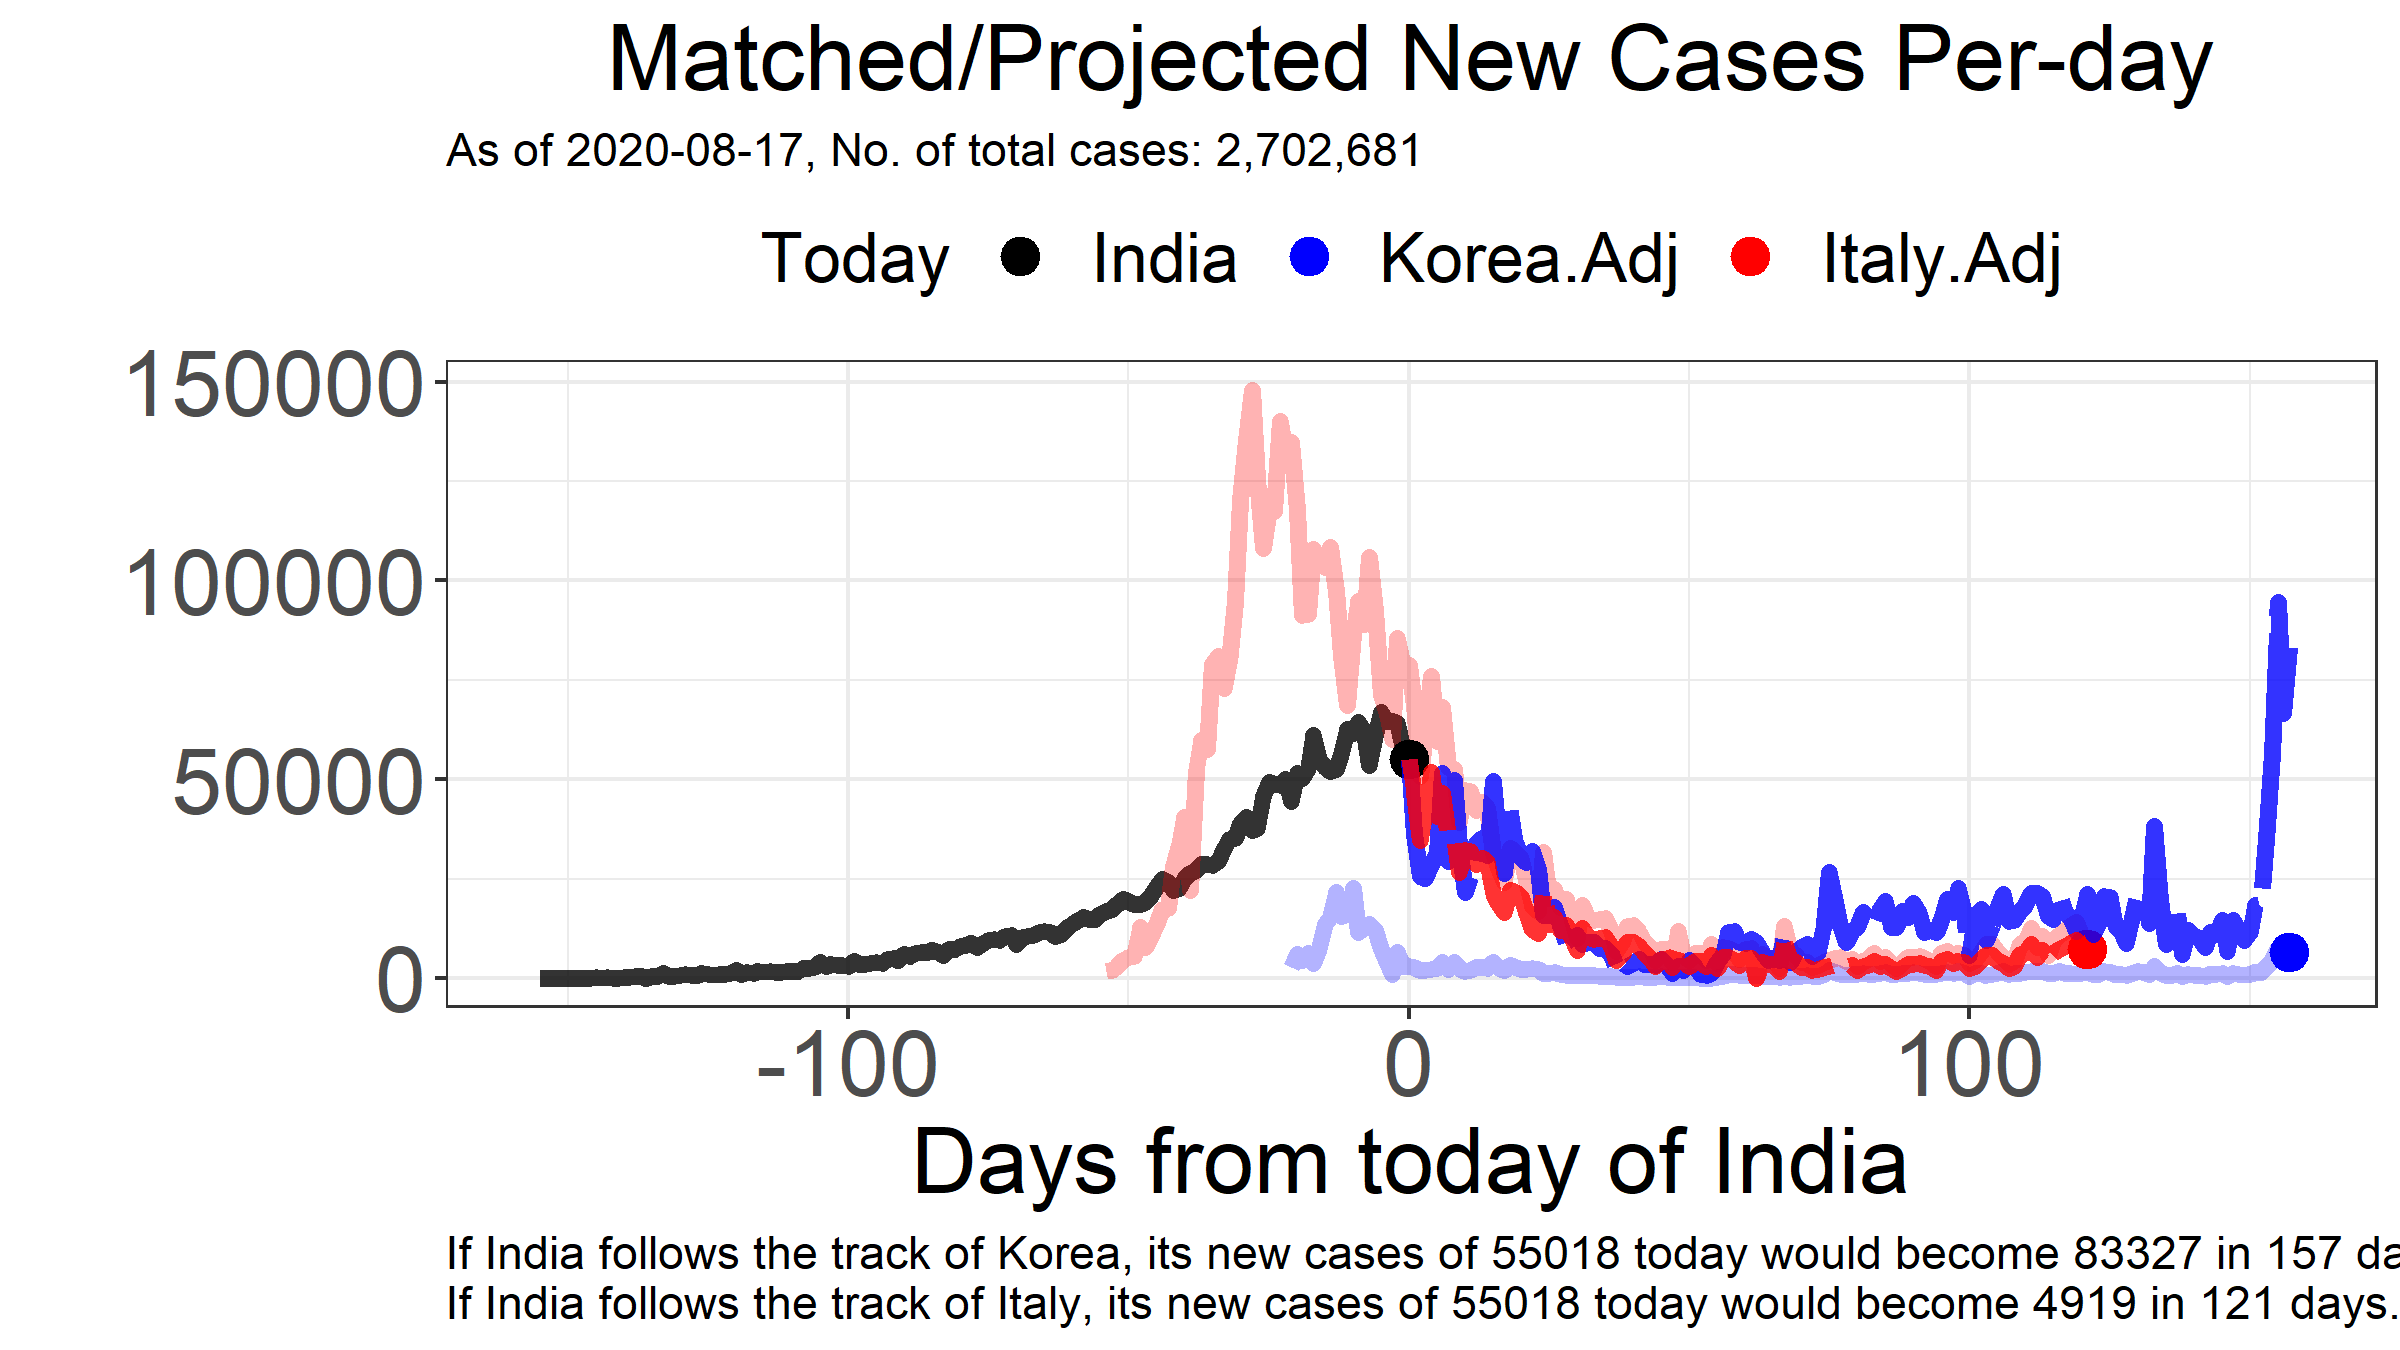 Matched/Projected New Cases Per-day
As of 2020-08-17, No. of total cases: 2,702,681
Today India Korea.Adj Italy.Adj
150000
100000
50000
0
-100 0 100
Days from today of India
If India follows the track of Korea, its new cases of 55018 today would become 83327 in 157 da
If India follows the track of Italy, its new cases of 55018 today would become 4919 in 121 days.